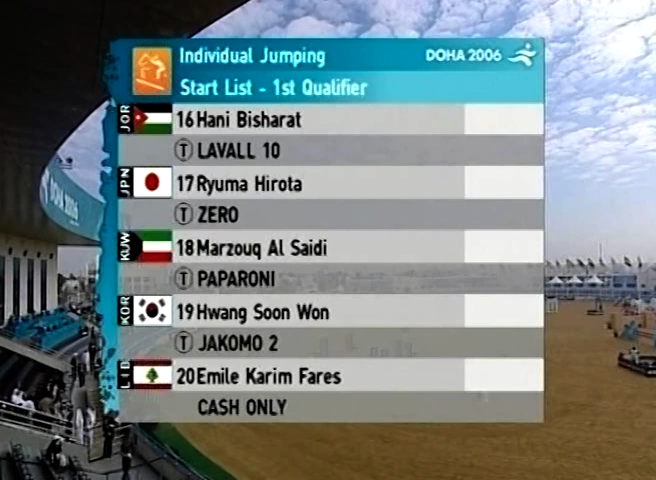 Individual Jumping
DOHA 2006
Start List - 1st Qualifier
JOR 16 Hani Bisharat
T LAVALL 10
JPN 17 Ryuma Hirota
T ZERO
KUW 18 Marzouq Al Saidi
T PAPARONI
KOR 19 Hwang Soon Won
T JAKOMO 2
LIB 20 Emile Karim Fares
CASH ONLY
DOHA 2006